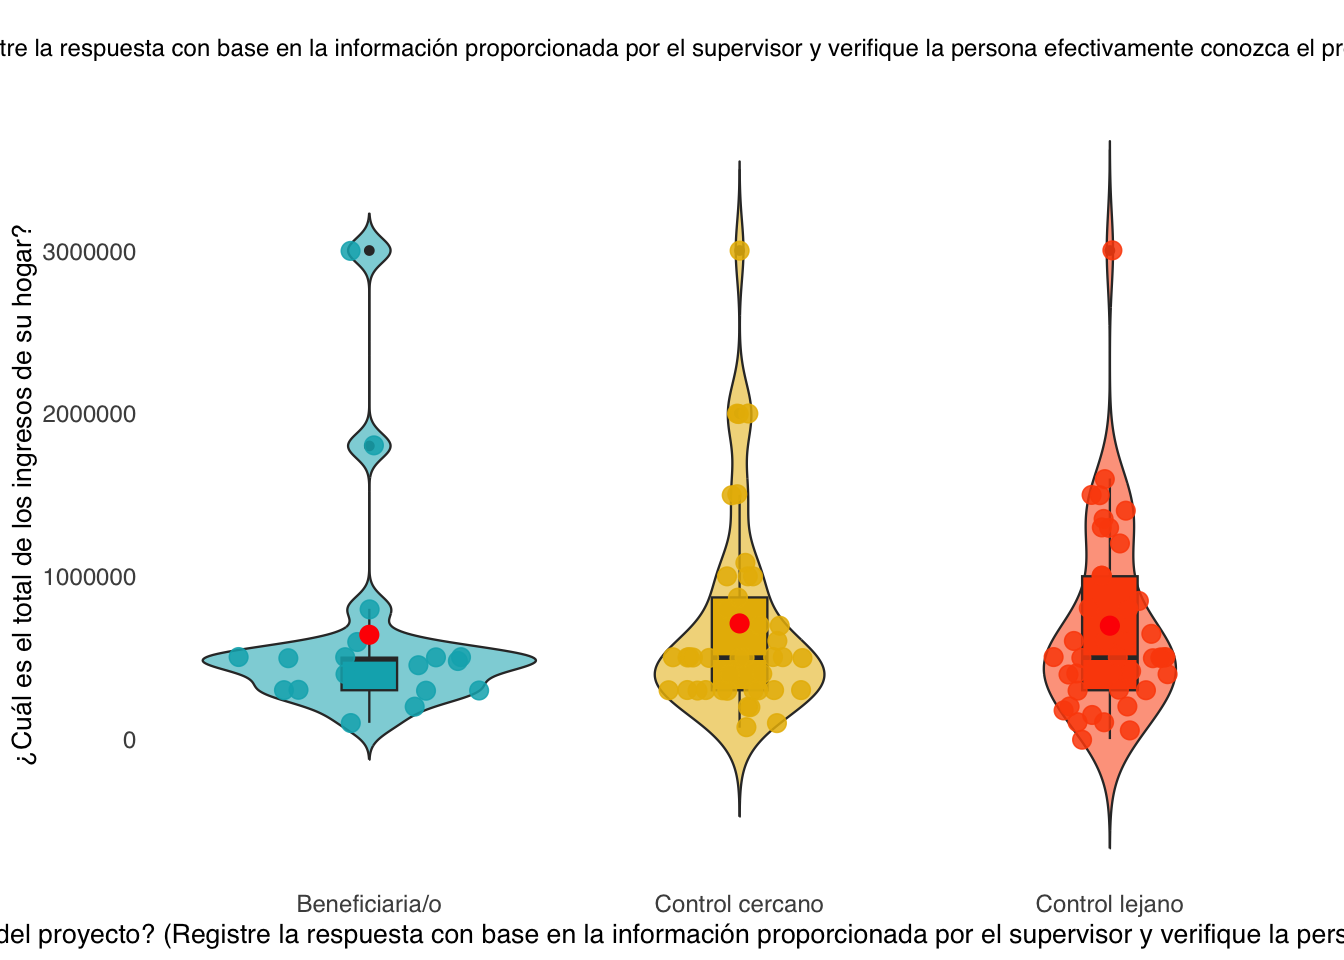 tre la respuesta con base en la información proporcionada por el supervisor y verifique la persona efectivamente conozca el pr
¿Cuál es el total de los ingresos de su hogar?
3000000
2000000
1000000
0
Beneficiaria/o Control cercano Control lejano
del proyecto? (Registre la respuesta con base en la información proporcionada por el supervisor y verifique la pers